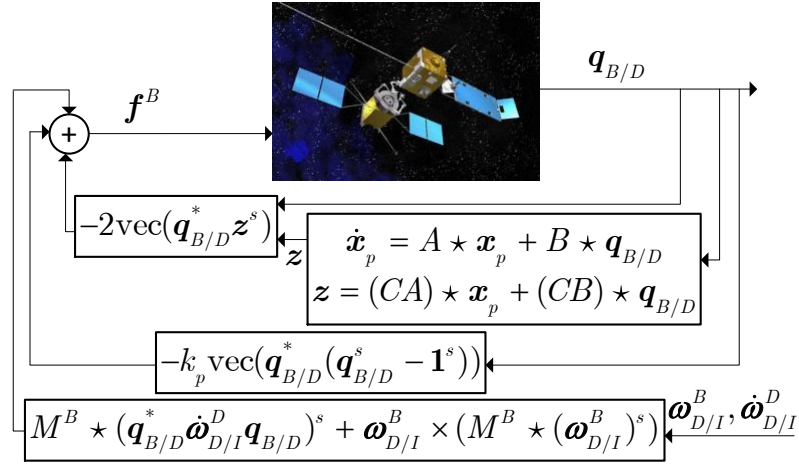 q_{B/D}
f^B
+
−2vec(q^*_{B/D} z^s)
z
ẋ_p = A ⋆ x_p + B ⋆ q_{B/D}
z = (CA) ⋆ x_p + (CB) ⋆ q_{B/D}
−k_p vec(q^*_{B/D}(q^s_{B/D} − 1^s))
ω^B_{D/I}, ω̇^D_{D/I}
M^B ⋆ (q^*_{B/D} ω̇^D_{D/I} q_{B/D})^s + ω^B_{D/I} × (M^B ⋆ (ω^B_{D/I})^s)